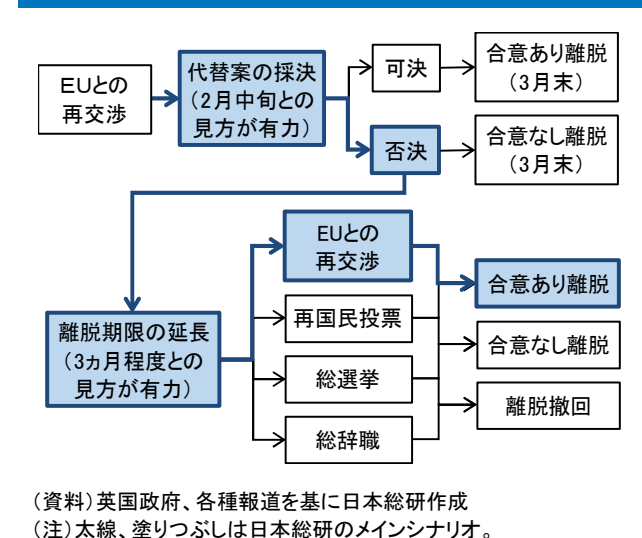 EUとの
再交渉
代替案の採決
(2月中旬との
見方が有力)
可決
合意あり離脱
(3月末)
否決
合意なし離脱
(3月末)
離脱期限の延長
(3ヵ月程度との
見方が有力)
EUとの
再交渉
再国民投票
総選挙
総辞職
合意あり離脱
合意なし離脱
離脱撤回
(資料)英国政府、各種報道を基に日本総研作成
(注)太線、塗りつぶしは日本総研のメインシナリオ。